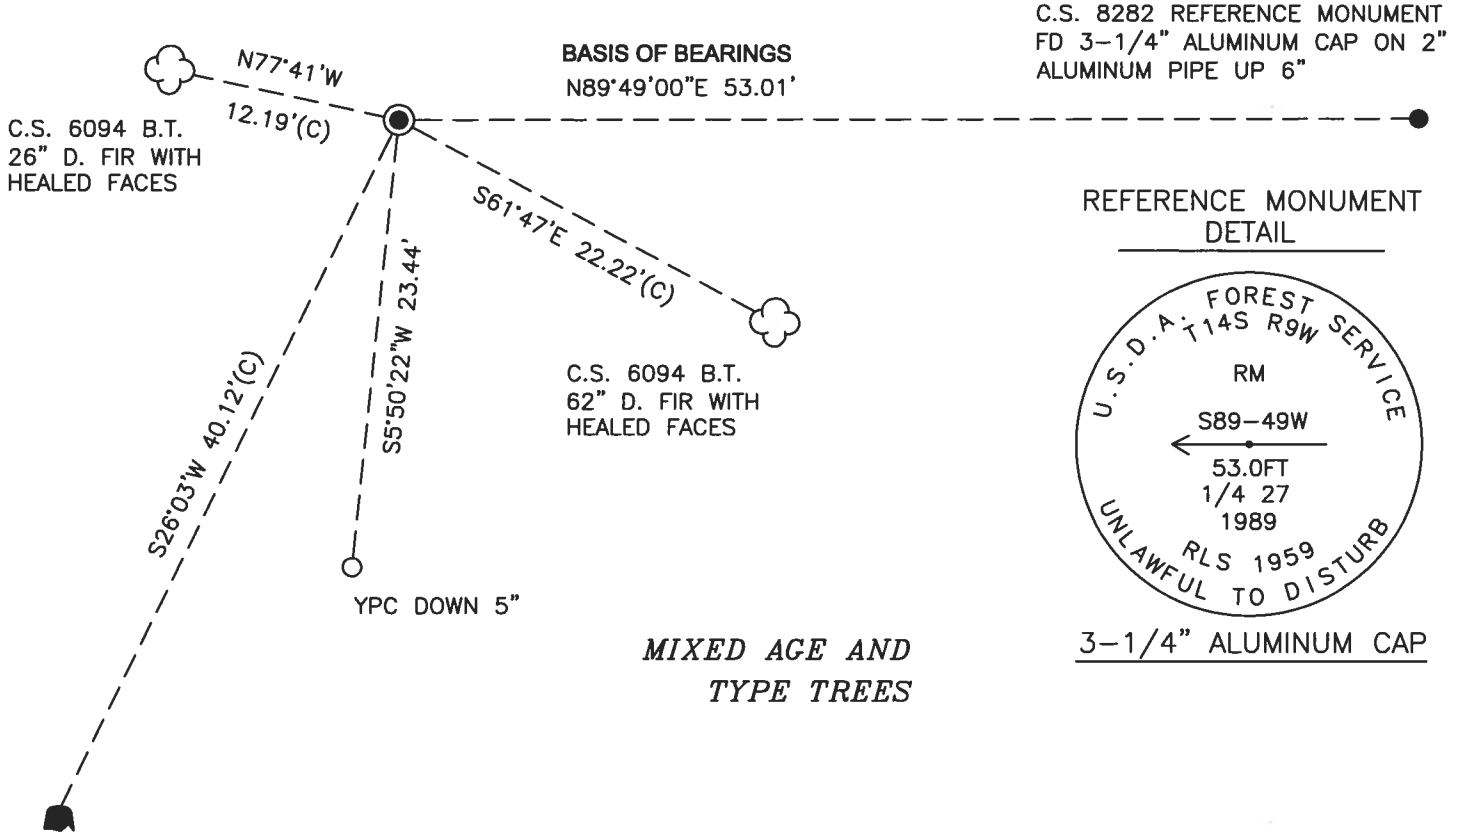 C.S. 8282 REFERENCE MONUMENT
FD 3-1/4" ALUMINUM CAP ON 2"
ALUMINUM PIPE UP 6"
BASIS OF BEARINGS
N89°49'00"E 53.01'
N77°41'W
12.19'(C)
C.S. 6094 B.T.
26" D. FIR WITH
HEALED FACES
S61°47'E 22.22'(C)
S5°50'22"W 23.44'
S26°03'W 40.12'(C)
C.S. 6094 B.T.
62" D. FIR WITH
HEALED FACES
YPC DOWN 5"
MIXED AGE AND
TYPE TREES
REFERENCE MONUMENT
DETAIL
U.S.D.A. FOREST SERVICE
T14S R9W
RM
S89-49W
53.0FT
1/4 27
1989
RLS 1959
UNLAWFUL TO DISTURB
3-1/4" ALUMINUM CAP